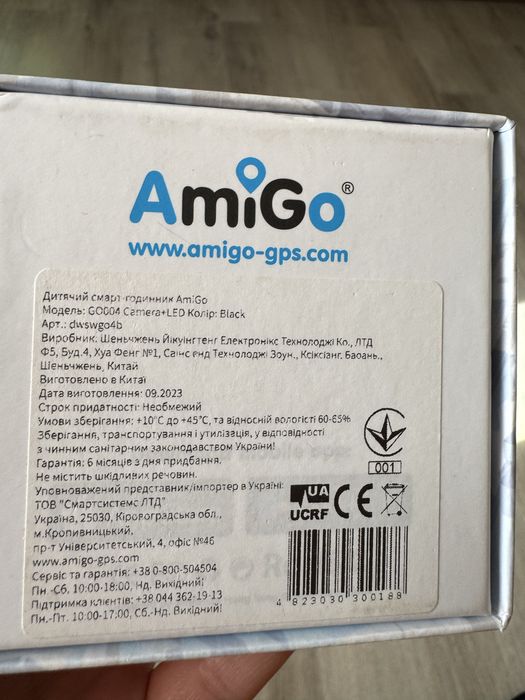 AmiGo®
www.amigo-gps.com
Дитячий смарт-годинник AmiGo
Модель: GO004 Camera+LED Колір: Black
Арт.: dwswgo4b
Виробник: Шеньчжень Йікуінгтенг Електронікс Технолоджі Ко., ЛТД
Ф5, Буд.4, Хуа Фенг №1, Саінс енд Технолоджі Зоун., Ксіксіанг, Баоань.,
Шеньчжень, Китай
Виготовлено в Китаї
Дата виготовлення: 09.2023
Строк придатності: Необмежий
Умови зберігання: +10°C до +45°C, та відносній вологості 60-65%
Зберігання, транспортування і утилізація, у відповідності
з чинним санітарним законодавством України!
Гарантія: 6 місяців з дня придбання.
Не містить шкідливих речовин.
Уповноважений представник/імпортер в Україні:
ТОВ "Смартсистемс ЛТД"
Україна, 25030, Кіровоградська обл.,
м.Кропивницький,
пр-т Університетський, 4, офіс №46
www.amigo-gps.com
Сервіс та гарантія: +38 0-800-504504
Пн -Сб. 10:00-18:00, Нд. Вихідний!
Підтримка клієнтів: +38 044 362-19-13
Пн.-Пт. 10:00-17:00, Сб.-Нд. Вихідний!
001
UA
UCRF
CE
4 823030 300188